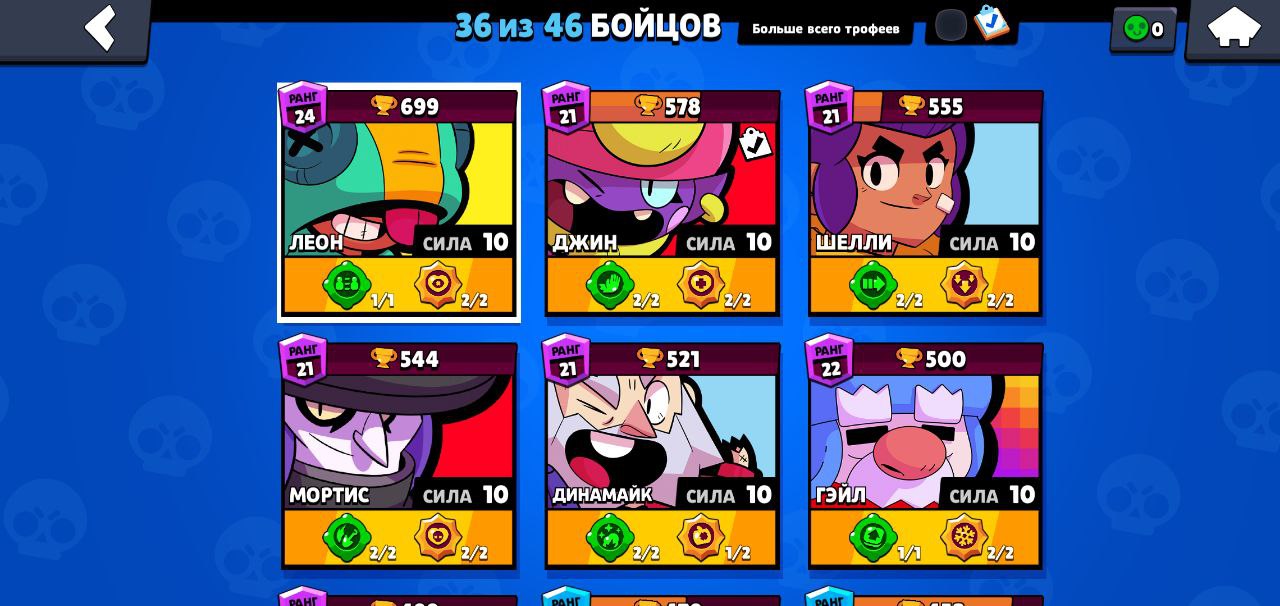 36 из 46 БОЙЦОВ
Больше всего трофеев
0
РАНГ 24
699
ЛЕОН
СИЛА 10
1/1
2/2
РАНГ 21
578
ДЖИН
СИЛА 10
2/2
2/2
РАНГ 21
555
ШЕЛЛИ
СИЛА 10
2/2
2/2
РАНГ 21
544
МОРТИС
СИЛА 10
2/2
2/2
РАНГ 21
521
ДИНАМАЙК
СИЛА 10
2/2
1/2
РАНГ 22
500
ГЭЙЛ
СИЛА 10
1/1
2/2
РАНГ